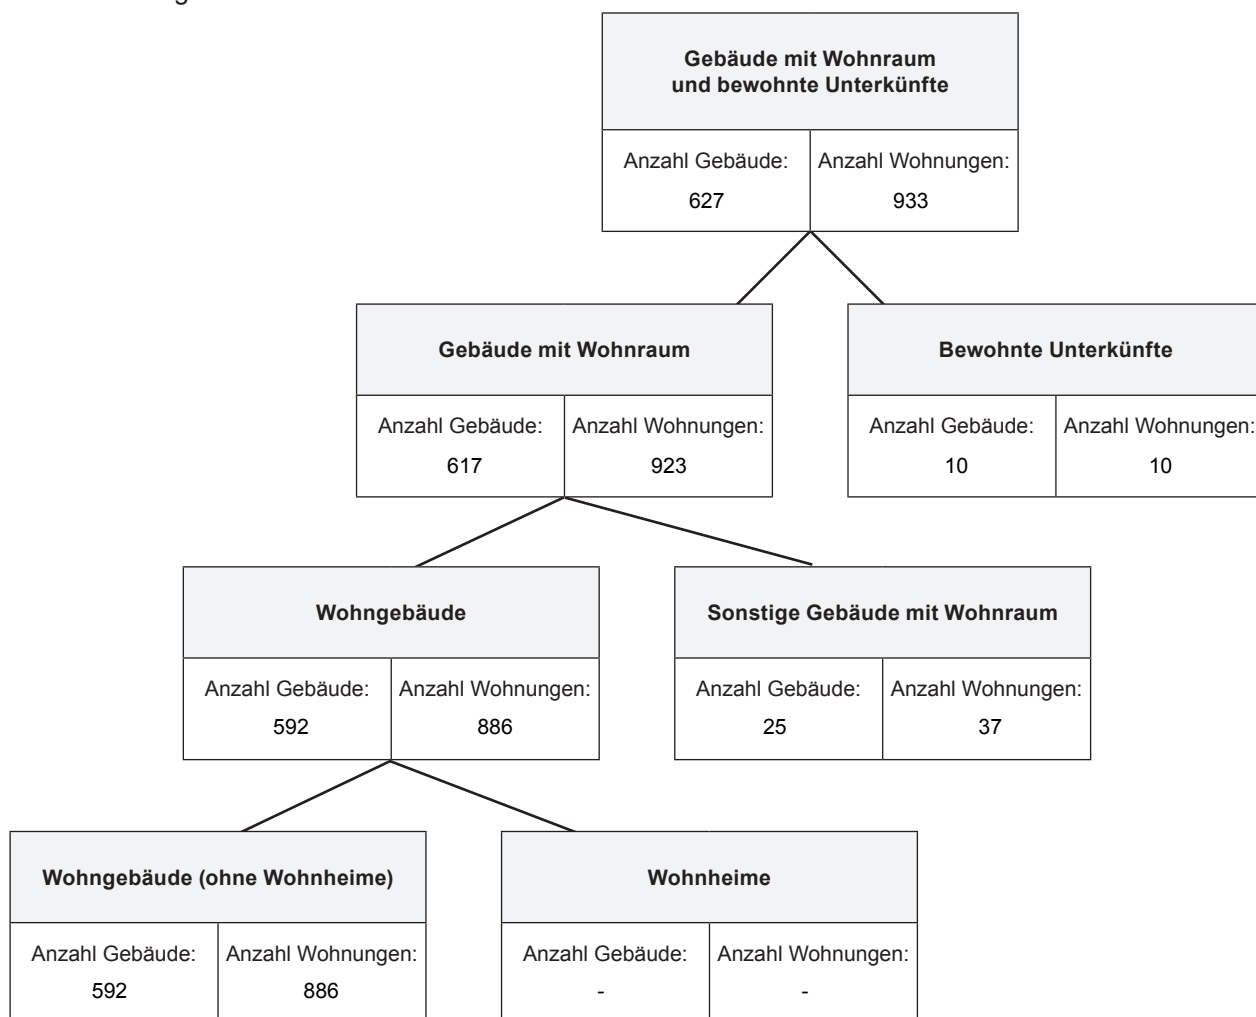 Gebäude mit Wohnraum
und bewohnte Unterkünfte
Anzahl Gebäude:
627
Anzahl Wohnungen:
933
Gebäude mit Wohnraum
Anzahl Gebäude:
617
Anzahl Wohnungen:
923
Bewohnte Unterkünfte
Anzahl Gebäude:
10
Anzahl Wohnungen:
10
Wohngebäude
Anzahl Gebäude:
592
Anzahl Wohnungen:
886
Sonstige Gebäude mit Wohnraum
Anzahl Gebäude:
25
Anzahl Wohnungen:
37
Wohngebäude (ohne Wohnheime)
Anzahl Gebäude:
592
Anzahl Wohnungen:
886
Wohnheime
Anzahl Gebäude:
-
Anzahl Wohnungen:
-